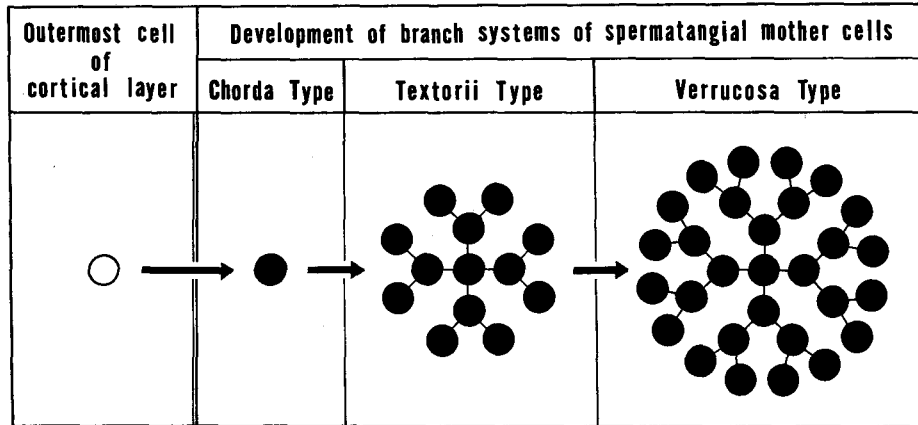 Outermost cell
of
cortical layer
Development of branch systems of spermatangial mother cells
Chorda Type
Textorii Type
Verrucosa Type